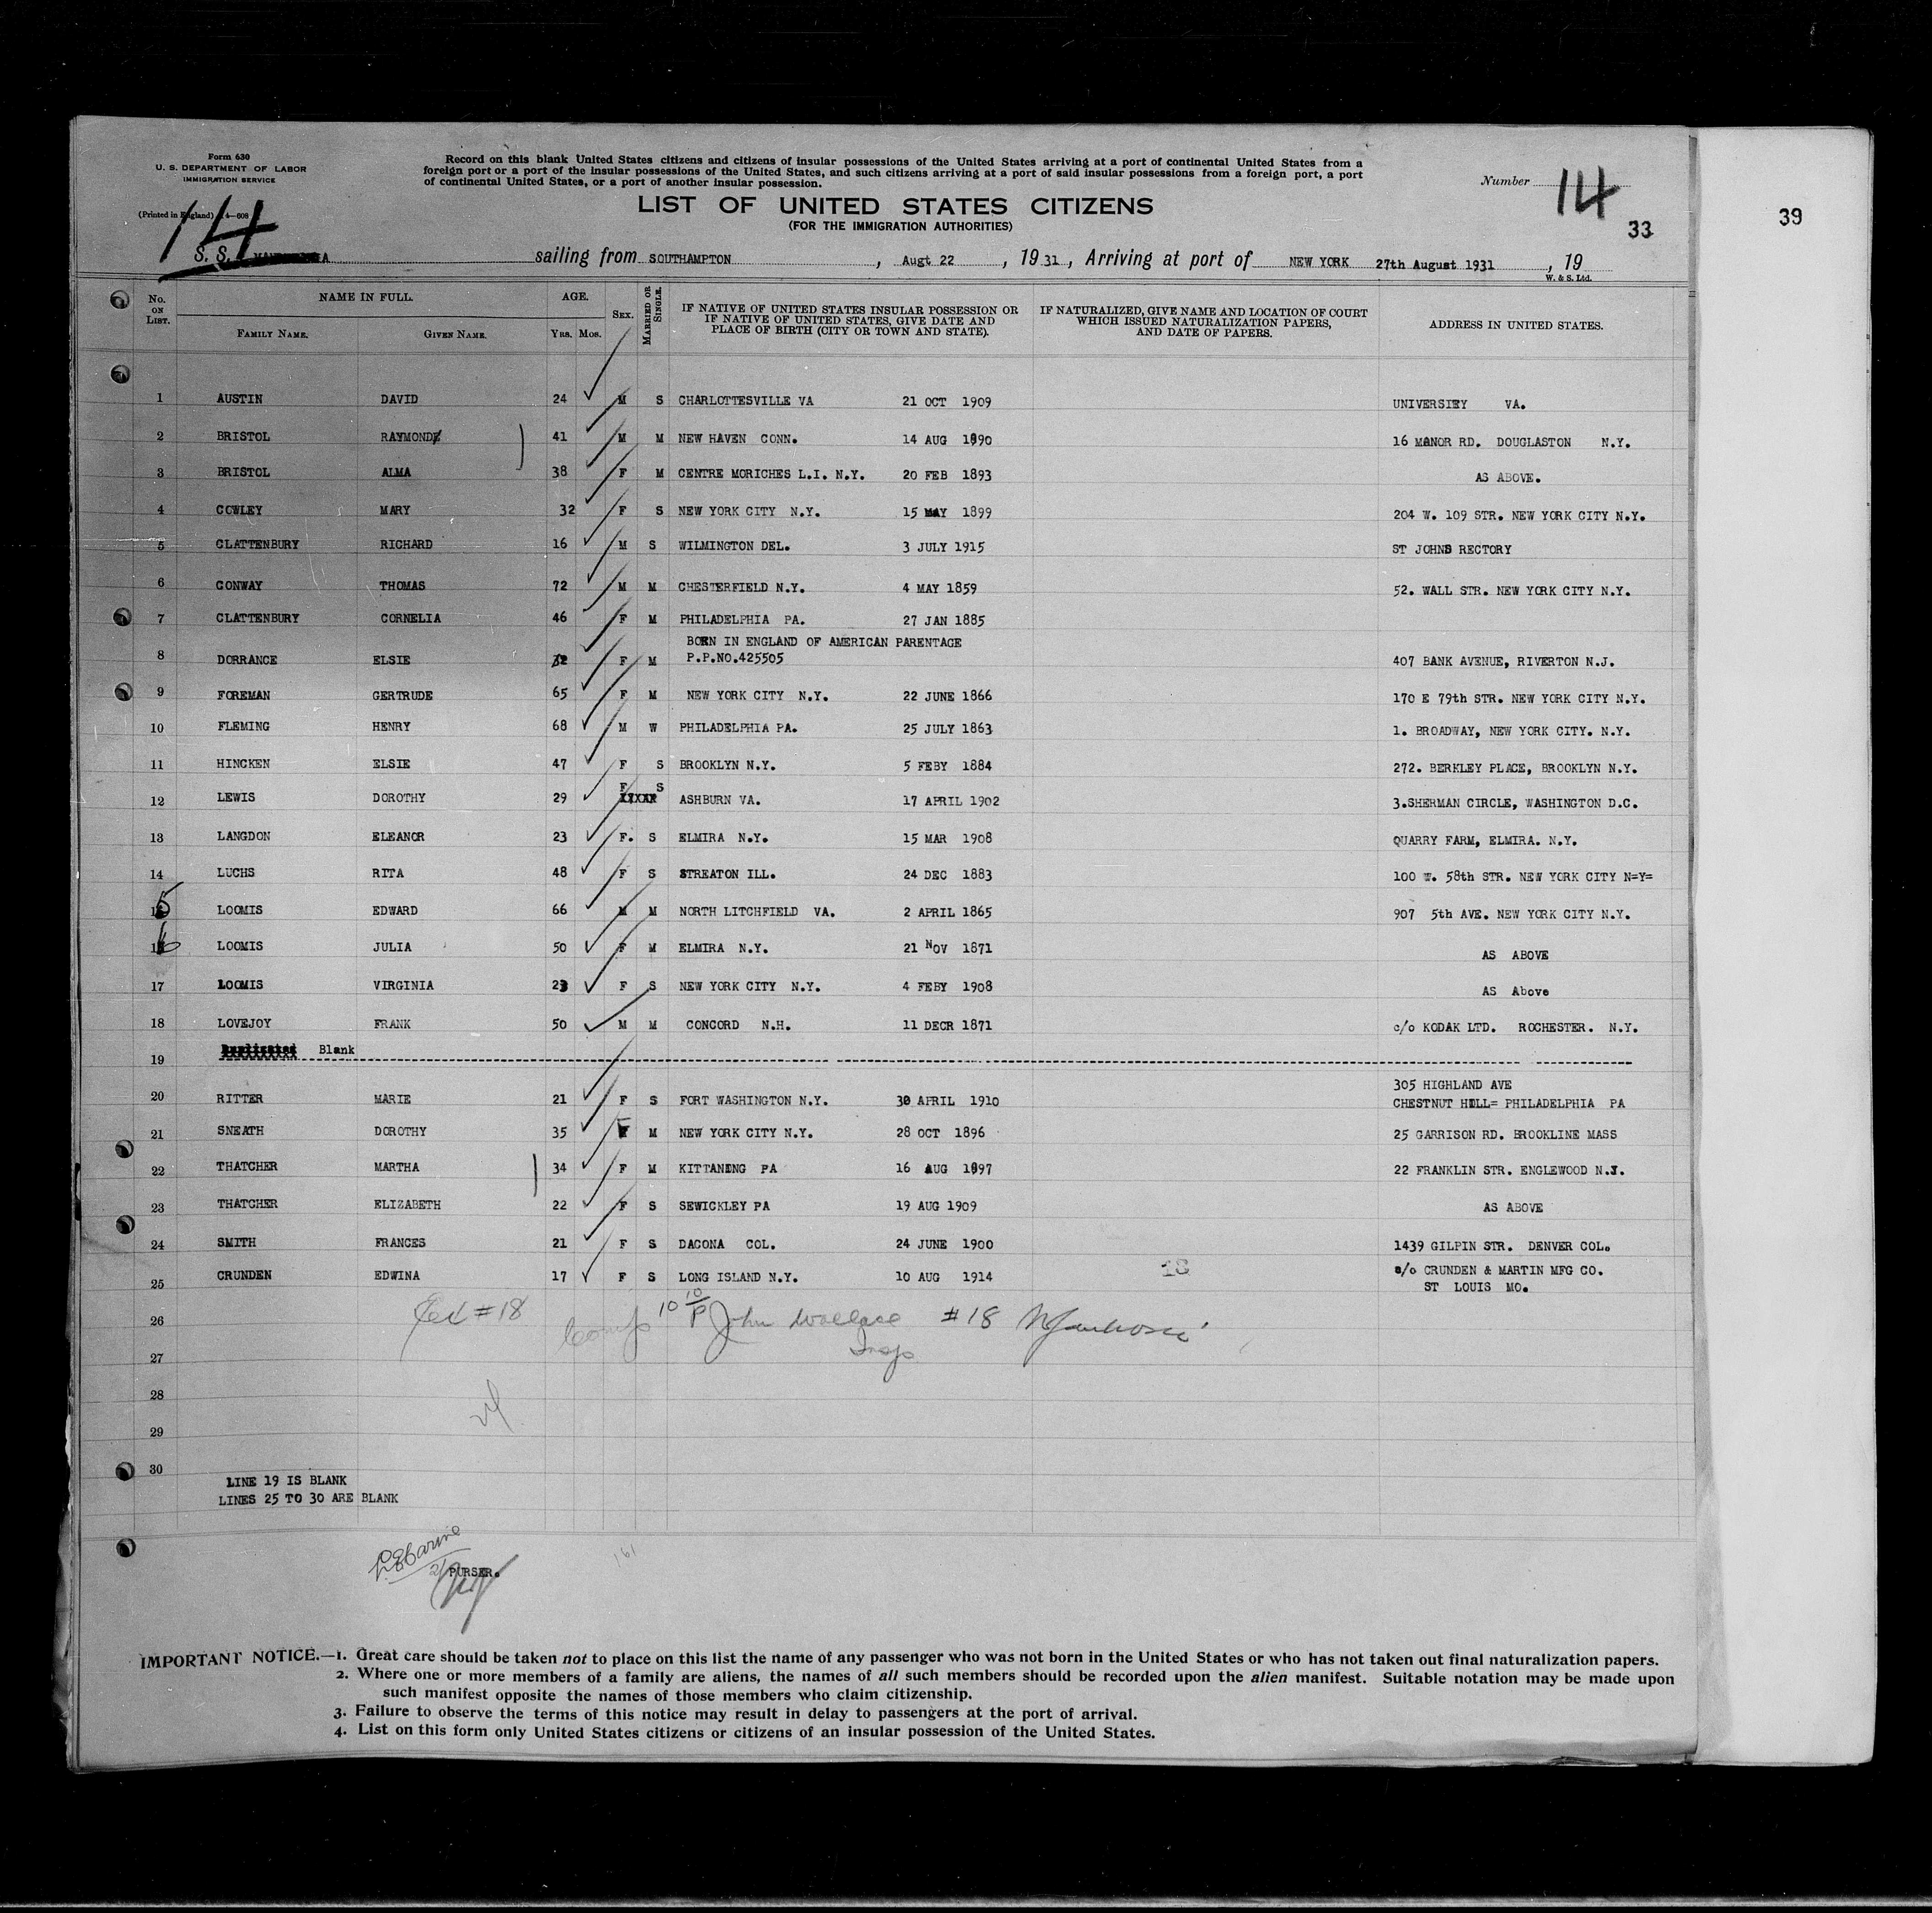 Form 630
U. S. DEPARTMENT OF LABOR
IMMIGRATION SERVICE
(Printed in England) 14—608
14
Record on this blank United States citizens and citizens of insular possessions of the United States arriving at a port of continental United States from a
foreign port or a port of the insular possessions of the United States, and such citizens arriving at a port of said insular possessions from a foreign port, a port
of continental United States, or a port of another insular possession.
Number 14
33
39
LIST OF UNITED STATES CITIZENS
(FOR THE IMMIGRATION AUTHORITIES)
S. S. sailing from SOUTHAMPTON, Augt 22, 1931, Arriving at port of NEW YORK 27th August 1931, 19
W. & S. Ltd.
No. ON LIST. NAME IN FULL. FAMILY NAME. GIVEN NAME. AGE. YRS. MOS. SEX. MARRIED OR SINGLE. IF NATIVE OF UNITED STATES INSULAR POSSESSION OR IF NATIVE OF UNITED STATES, GIVE DATE AND PLACE OF BIRTH (CITY OR TOWN AND STATE). IF NATURALIZED, GIVE NAME AND LOCATION OF COURT WHICH ISSUED NATURALIZATION PAPERS, AND DATE OF PAPERS. ADDRESS IN UNITED STATES.
1 AUSTIN DAVID 24 M S CHARLOTTESVILLE VA 21 OCT 1909 UNIVERSITY VA.
2 BRISTOL RAYMOND 41 M M NEW HAVEN CONN. 14 AUG 1890 16 MANOR RD. DOUGLASTON N.Y.
3 BRISTOL ALMA 38 F M CENTRE MORICHES L.I. N.Y. 20 FEB 1893 AS ABOVE.
4 COWLEY MARY 32 F S NEW YORK CITY N.Y. 15 MAY 1899 204 W. 109 STR. NEW YORK CITY N.Y.
5 CLATTENBURY RICHARD 16 M S WILMINGTON DEL. 3 JULY 1915 ST JOHNS RECTORY
6 CONWAY THOMAS 72 M M CHESTERFIELD N.Y. 4 MAY 1859 52. WALL STR. NEW YORK CITY N.Y.
7 CLATTENBURY CORNELIA 46 F M PHILADELPHIA PA. 27 JAN 1885
BORN IN ENGLAND OF AMERICAN PARENTAGE
8 DORRANCE ELSIE 32 F M P.P.NO.425505 407 BANK AVENUE, RIVERTON N.J.
9 FOREMAN GERTRUDE 65 F M NEW YORK CITY N.Y. 22 JUNE 1866 170 E 79th STR. NEW YORK CITY N.Y.
10 FLEMING HENRY 68 M W PHILADELPHIA PA. 25 JULY 1863 1. BROADWAY, NEW YORK CITY. N.Y.
11 HINCKEN ELSIE 47 F S BROOKLYN N.Y. 5 FEBY 1884 272. BERKLEY PLACE, BROOKLYN N.Y.
12 LEWIS DOROTHY 29 F S ASHBURN VA. 17 APRIL 1902 3.SHERMAN CIRCLE, WASHINGTON D.C.
13 LANGDON ELEANOR 23 F. S ELMIRA N.Y. 15 MAR 1908 QUARRY FARM, ELMIRA. N.Y.
14 LUCHS RITA 48 F S STREATON ILL. 24 DEC 1883 100 W. 58th STR. NEW YORK CITY N=Y=
15 LOOMIS EDWARD 66 M M NORTH LITCHFIELD VA. 2 APRIL 1865 907 5th AVE. NEW YORK CITY N.Y.
16 LOOMIS JULIA 50 F M ELMIRA N.Y. 21 NOV 1871 AS ABOVE
17 LOOMIS VIRGINIA 23 F S NEW YORK CITY N.Y. 4 FEBY 1908 AS Above
18 LOVEJOY FRANK 50 M M CONCORD N.H. 11 DECR 1871 c/o KODAK LTD. ROCHESTER. N.Y.
19 Blank
305 HIGHLAND AVE
20 RITTER MARIE 21 F S FORT WASHINGTON N.Y. 30 APRIL 1910 CHESTNUT HILL= PHILADELPHIA PA
21 SNEATH DOROTHY 35 F M NEW YORK CITY N.Y. 28 OCT 1896 25 GARRISON RD. BROOKLINE MASS
22 THATCHER MARTHA 34 F M KITTANING PA 16 AUG 1897 22 FRANKLIN STR. ENGLEWOOD N.J.
23 THATCHER ELIZABETH 22 F S SEWICKLEY PA 19 AUG 1909 AS ABOVE
24 SMITH FRANCES 21 F S DACONA COL. 24 JUNE 1900 1439 GILPIN STR. DENVER COL.
25 CRUNDEN EDWINA 17 F S LONG ISLAND N.Y. 10 AUG 1914 18 c/o CRUNDEN & MARTIN MFG CO.
ST LOUIS MO.
26 #18 10 10 P John Wallace #18
Insp
27
28
29
30
LINE 19 IS BLANK
LINES 25 TO 30 ARE BLANK
161
PURSER.
IMPORTANT NOTICE.—1. Great care should be taken not to place on this list the name of any passenger who was not born in the United States or who has not taken out final naturalization papers.
2. Where one or more members of a family are aliens, the names of all such members should be recorded upon the alien manifest. Suitable notation may be made upon
such manifest opposite the names of those members who claim citizenship.
3. Failure to observe the terms of this notice may result in delay to passengers at the port of arrival.
4. List on this form only United States citizens or citizens of an insular possession of the United States.